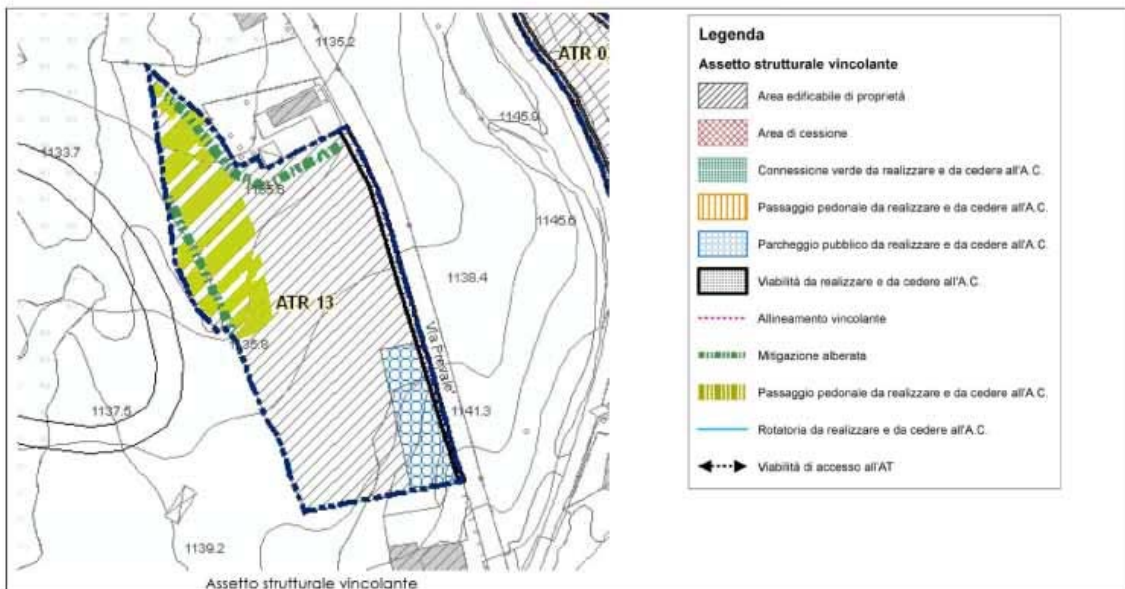 1135.2
ATR 0
1145.9
1133.7
1135.8
1145.6
1138.4
ATR 13
1135.8
Via Prevale'
1137.5
1141.3
1139.2
Assetto strutturale vincolante
Legenda
Assetto strutturale vincolante
Area edificabile di proprietá
Area di cessione
Connessione verde da realizzare e da cedere all'A.C.
Passaggio pedonale da realizzare e da cedere all'A.C.
Parcheggio pubblico da realizzare e da cedere all'A.C.
Viabilità da realizzare e da cedere all'A.C.
Allineamento vincolante
Mitigazione alberata
Passaggio pedonale da realizzare e da cedere all'A.C.
Rotatoria da realizzare e da cedere all'A.C.
Viabilità di accesso all'AT